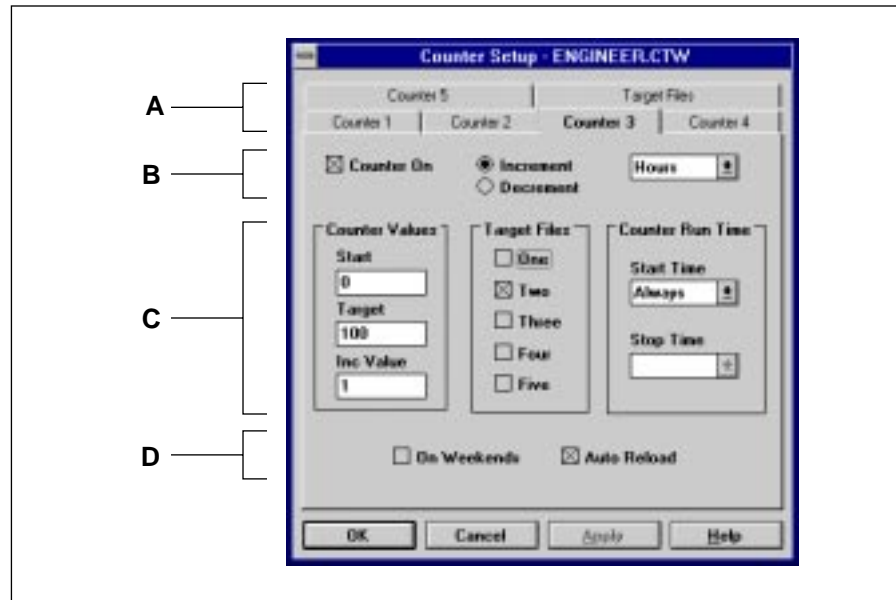 Counter Setup - ENGINEER.CTW
A
Counter 5 Target Files
Counter 1 Counter 2 Counter 3 Counter 4
B
Counter On Increment Hours
Decrement
C
Counter Values Target Files Counter Run Time
Start One Start Time
0 Two Always
Target Three Stop Time
100 Four
Inc Value Five
1
D
On Weekends Auto Reload
OK Cancel Apply Help